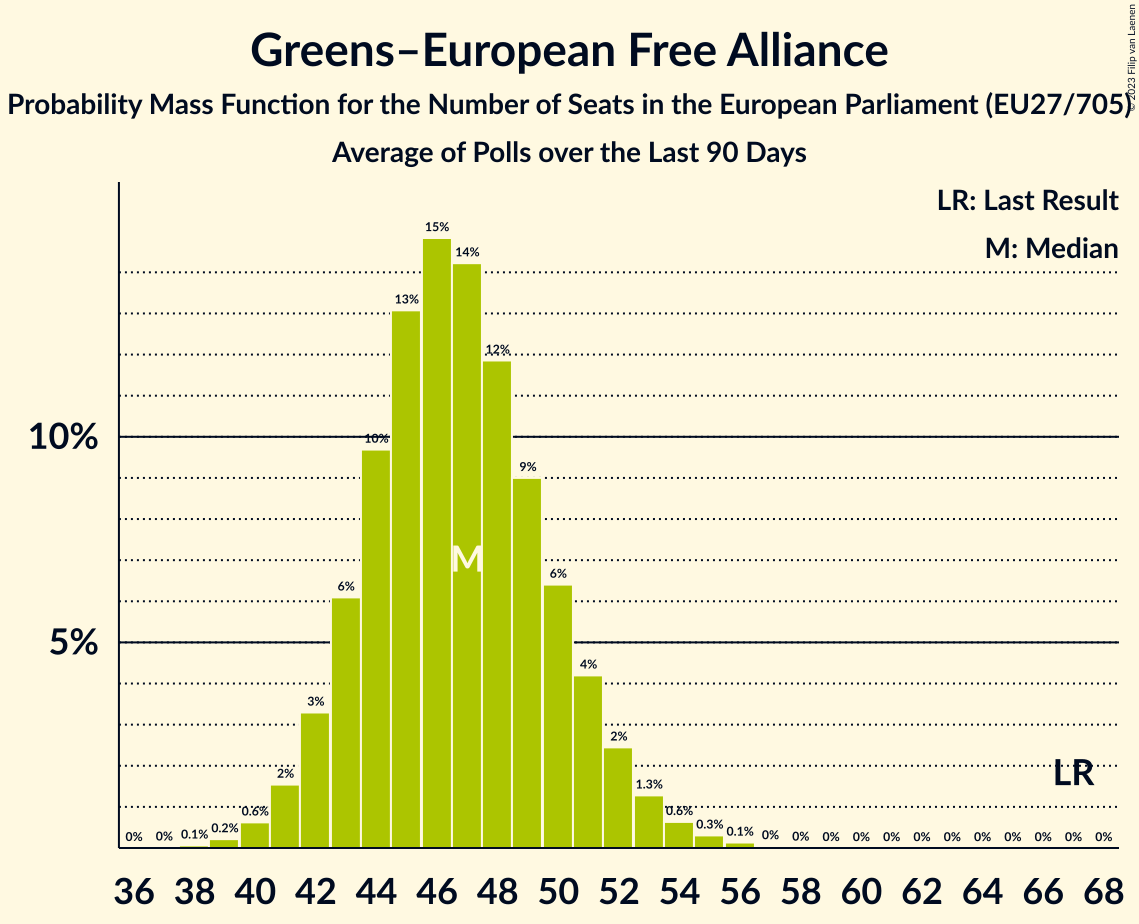 © 2023 Filip van Laenen
Greens–European Free Alliance
Probability Mass Function for the Number of Seats in the European Parliament (EU27/705)
Average of Polls over the Last 90 Days
LR: Last Result
M: Median
15%
14%
13%
12%
10%
10%
9%
M
6%
6%
5%
4%
3%
2%
2%
LR
1.3%
0.6%
0.6%
0% 0% 0.1% 0.2% 0.3% 0.1% 0% 0% 0% 0% 0% 0% 0% 0% 0% 0% 0% 0%
36 38 40 42 44 46 48 50 52 54 56 58 60 62 64 66 68